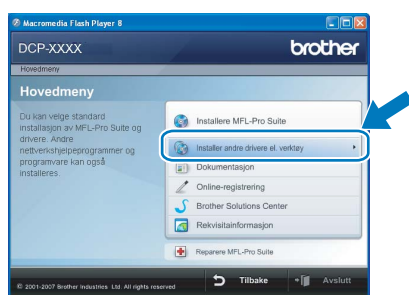 Macromedia Flash Player 8
DCP-XXXX
brother
Hovedmeny
Hovedmeny
Du kan velge standard
installasjon av MFL-Pro Suite og
drivere. Andre
nettverkshjelpeprogrammer og
programvare kan også
installeres.
Installere MFL-Pro Suite
Installer andre drivere el. verktøy
Dokumentasjon
Online-registrering
Brother Solutions Center
Rekvisitainformasjon
Reparere MFL-Pro Suite
© 2001-2007 Brother Industries Ltd. All rights reserved
Tilbake
Avslutt